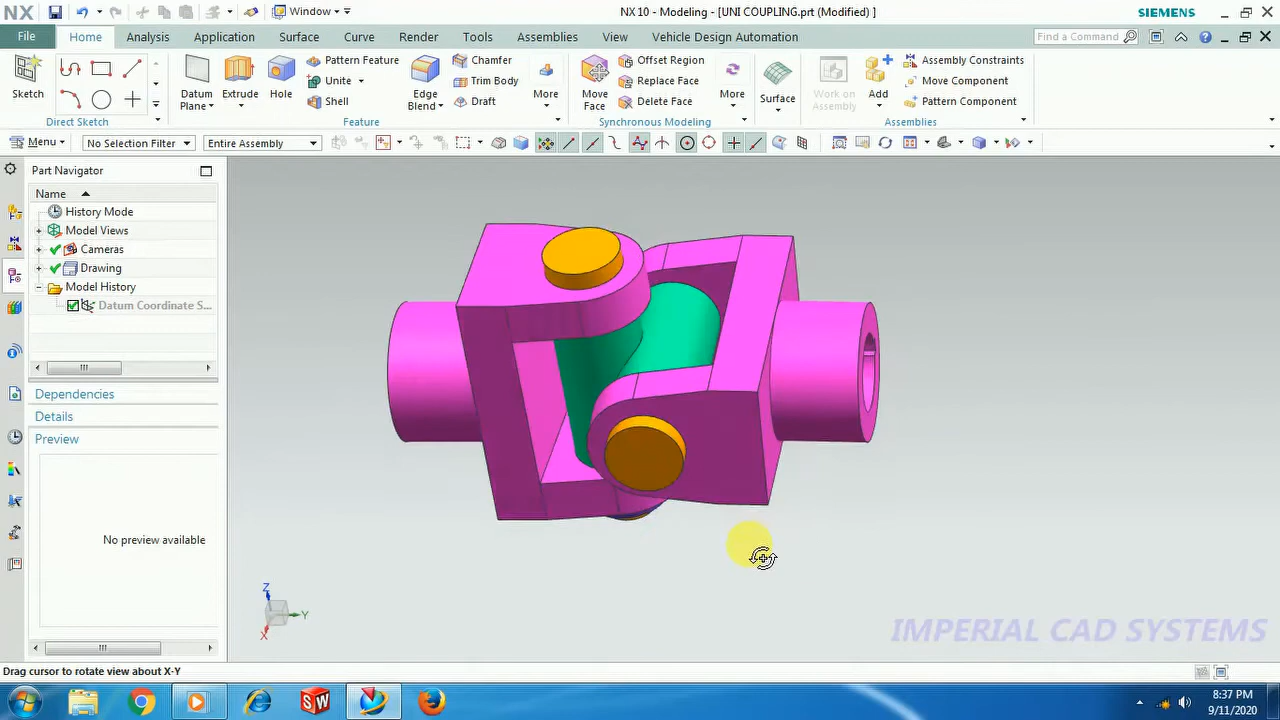 NX
Window
NX 10 - Modeling - [UNI COUPLING.prt (Modified) ]
SIEMENS
File
Home
Analysis
Application
Surface
Curve
Render
Tools
Assemblies
View
Vehicle Design Automation
Find a Command
Sketch
Direct Sketch
Datum
Plane
Extrude
Hole
Pattern Feature
Unite
Shell
Edge
Blend
Chamfer
Trim Body
Draft
More
Feature
Move
Face
Offset Region
Replace Face
Delete Face
More
Synchronous Modeling
Surface
Work on
Assembly
Add
Assembly Constraints
Move Component
Pattern Component
Assemblies
Menu
No Selection Filter
Entire Assembly
Part Navigator
Name
History Mode
Model Views
Cameras
Drawing
Model History
Datum Coordinate S...
Dependencies
Details
Preview
No preview available
Z
Y
X
IMPERIAL CAD SYSTEMS
Drag cursor to rotate view about X-Y
SW
8:37 PM
9/11/2020